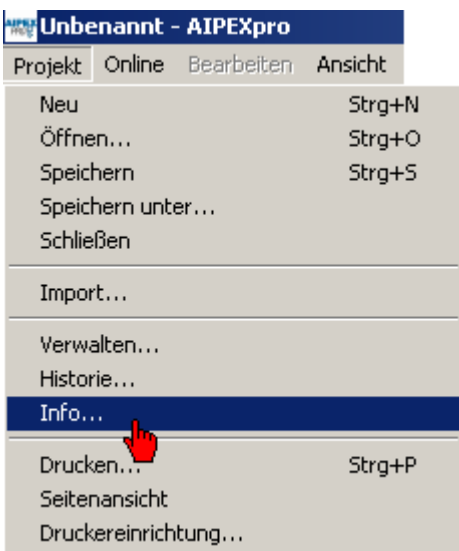 Unbenannt - AIPEXpro
Projekt Online Bearbeiten Ansicht
Neu Strg+N
Öffnen... Strg+O
Speichern Strg+S
Speichern unter...
Schließen
Import...
Verwalten...
Historie...
Info...
Drucken... Strg+P
Seitenansicht
Druckereinrichtung...